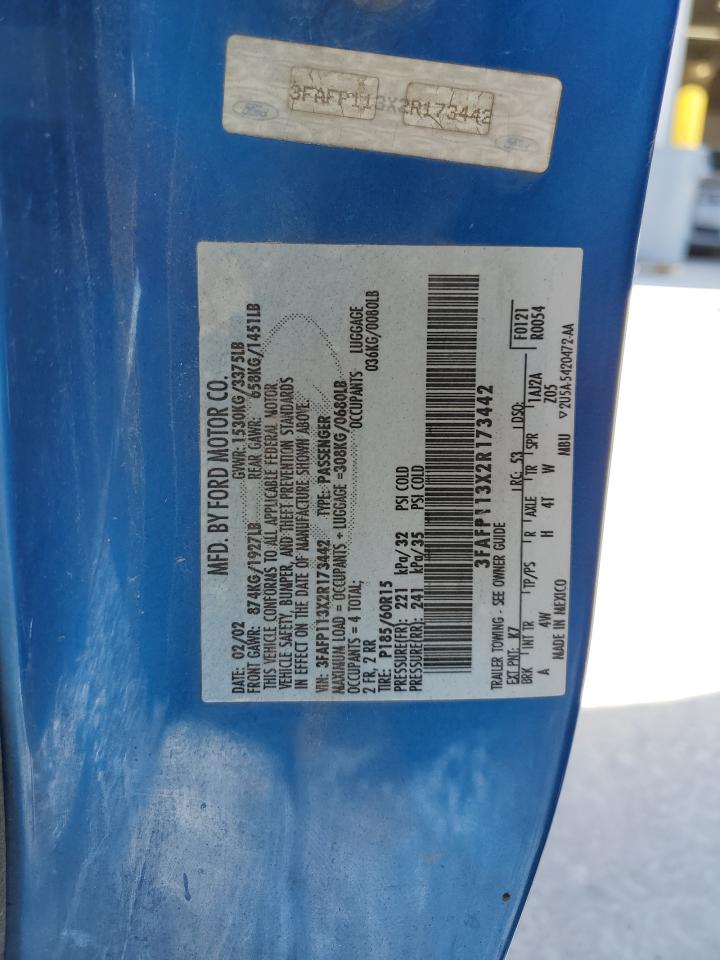 3FAFP113X2R173442
Ford
Ford
MFD. BY FORD MOTOR CO.
DATE: 02/02 GVWR: 1530KG/3375LB
FRONT GAWR: 874KG/1927LB REAR GAWR: 658KG/1451LB
THIS VEHICLE CONFORMS TO ALL APPLICABLE FEDERAL MOTOR
VEHICLE SAFETY, BUMPER, AND THEFT PREVENTION STANDARDS
IN EFFECT ON THE DATE OF MANUFACTURE SHOWN ABOVE.
VIN: 3FAFP113X2R173442 TYPE: PASSENGER
MAXIMUM LOAD = OCCUPANTS + LUGGAGE =308KG/0680LB
OCCUPANTS = 4 TOTAL; OCCUPANTS LUGGAGE
2 FR, 2 RR 036KG/0080LB
TIRE: P185/60R15
PRESSURE(FR): 221 kPa/32 PSI COLD
PRESSURE(RR): 241 kPa/35 PSI COLD
3FAFP113X2R173442
TRAILER TOWING - SEE OWNER GUIDE
F0121
EXT PNT: K7 RC: 53 DSO: R0054
BRK INT TR TP/PS R AXLE TR SPR 1AJ2A
A 4W H 4T W Z05
MADE IN MEXICO MBU ▽2U5A-5420472-AA